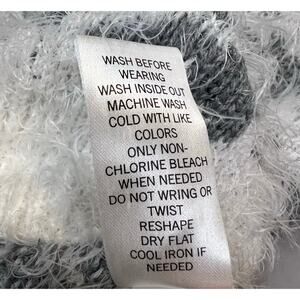 WASH BEFORE
WEARING
WASH INSIDE OUT
MACHINE WASH
COLD WITH LIKE
COLORS
ONLY NON-
CHLORINE BLEACH
WHEN NEEDED
DO NOT WRING OR
TWIST
RESHAPE
DRY FLAT
COOL IRON IF
NEEDED